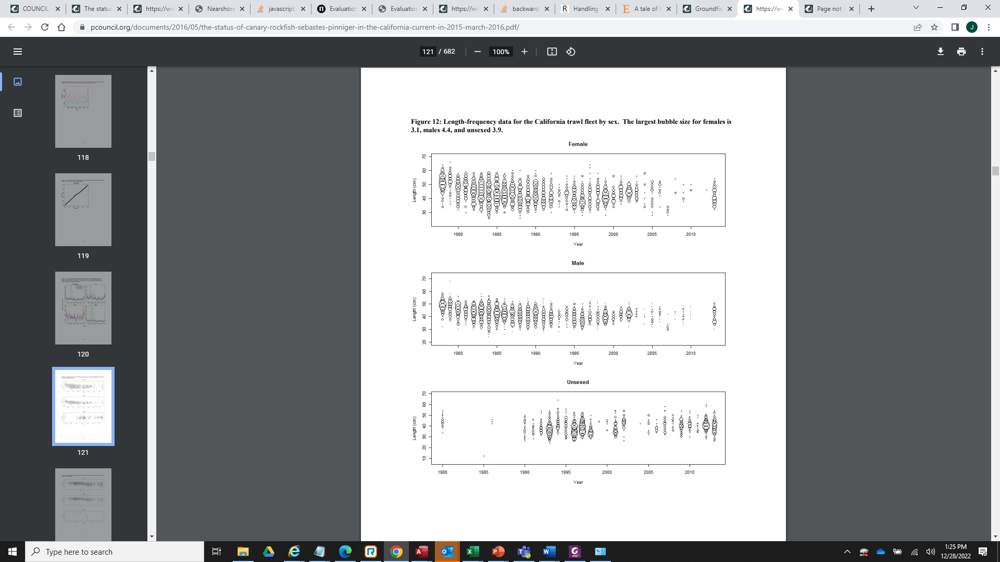 COUNCIL
The status
https://ww
Nearshore
javascript
Evaluation
Evaluation
https://ww
backward
Handling
A tale of t
Groundfis
https://ww
Page not
pcouncil.org/documents/2016/05/the-status-of-canary-rockfish-sebastes-pinniger-in-the-california-current-in-2015-march-2016.pdf/
J
121 / 682
100%
118
119
120
121
Figure 12: Length-frequency data for the California trawl fleet by sex. The largest bubble size for females is
3.1, males 4.4, and unsexed 3.9.
Female
70
60
50
40
30
Length (cm)
1980 1985 1990 1995 2000 2005 2010
Year
Male
70
60
50
40
30
20
Length (cm)
1980 1985 1990 1995 2000 2005 2010
Year
Unsexed
70
60
50
40
30
20
10
Length (cm)
1980 1985 1990 1995 2000 2005 2010
Year
Type here to search
1:25 PM
12/28/2022